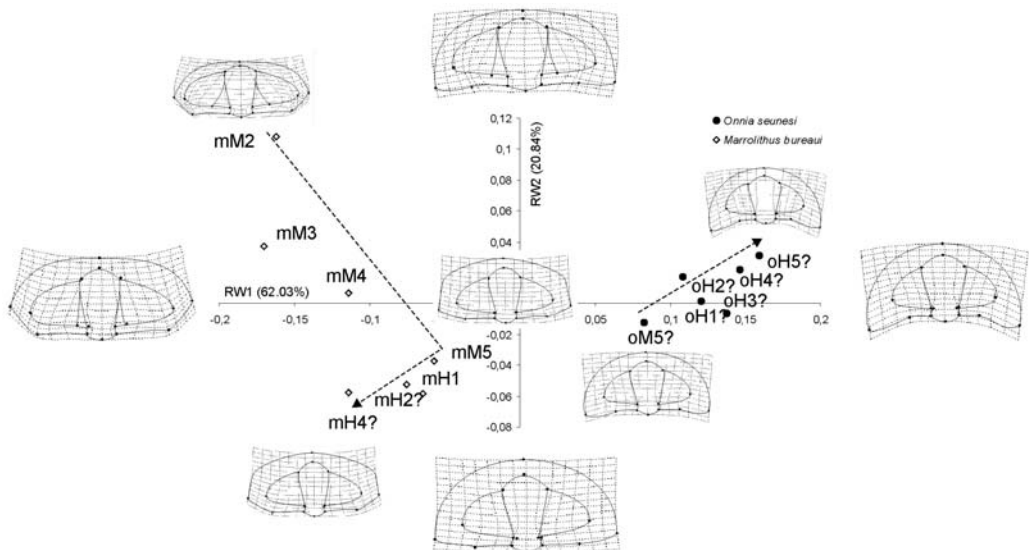 0,12
0,1
0,08
0,06
0,04
0,02
0
-0,02
-0,04
-0,06
-0,08
RW2 (20.84%)
● Onnia seunesi
◇ Marrolithus bureaui
mM2
mM3
mM4
RW1 (62.03%)
-0,2
-0,15
-0,1
0,05
0,1
0,15
0,2
oH5?
oH4?
oH2?
oH3?
oH1?
oM5?
mM5
mH1
mH2?
mH4?